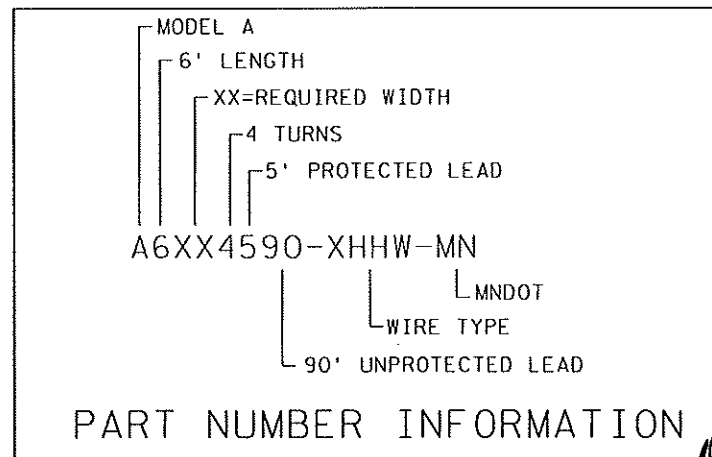 MODEL A
6' LENGTH
XX=REQUIRED WIDTH
4 TURNS
5' PROTECTED LEAD
A6XX4590-XHHW-MN
MNDOT
WIRE TYPE
90' UNPROTECTED LEAD
PART NUMBER INFORMATION